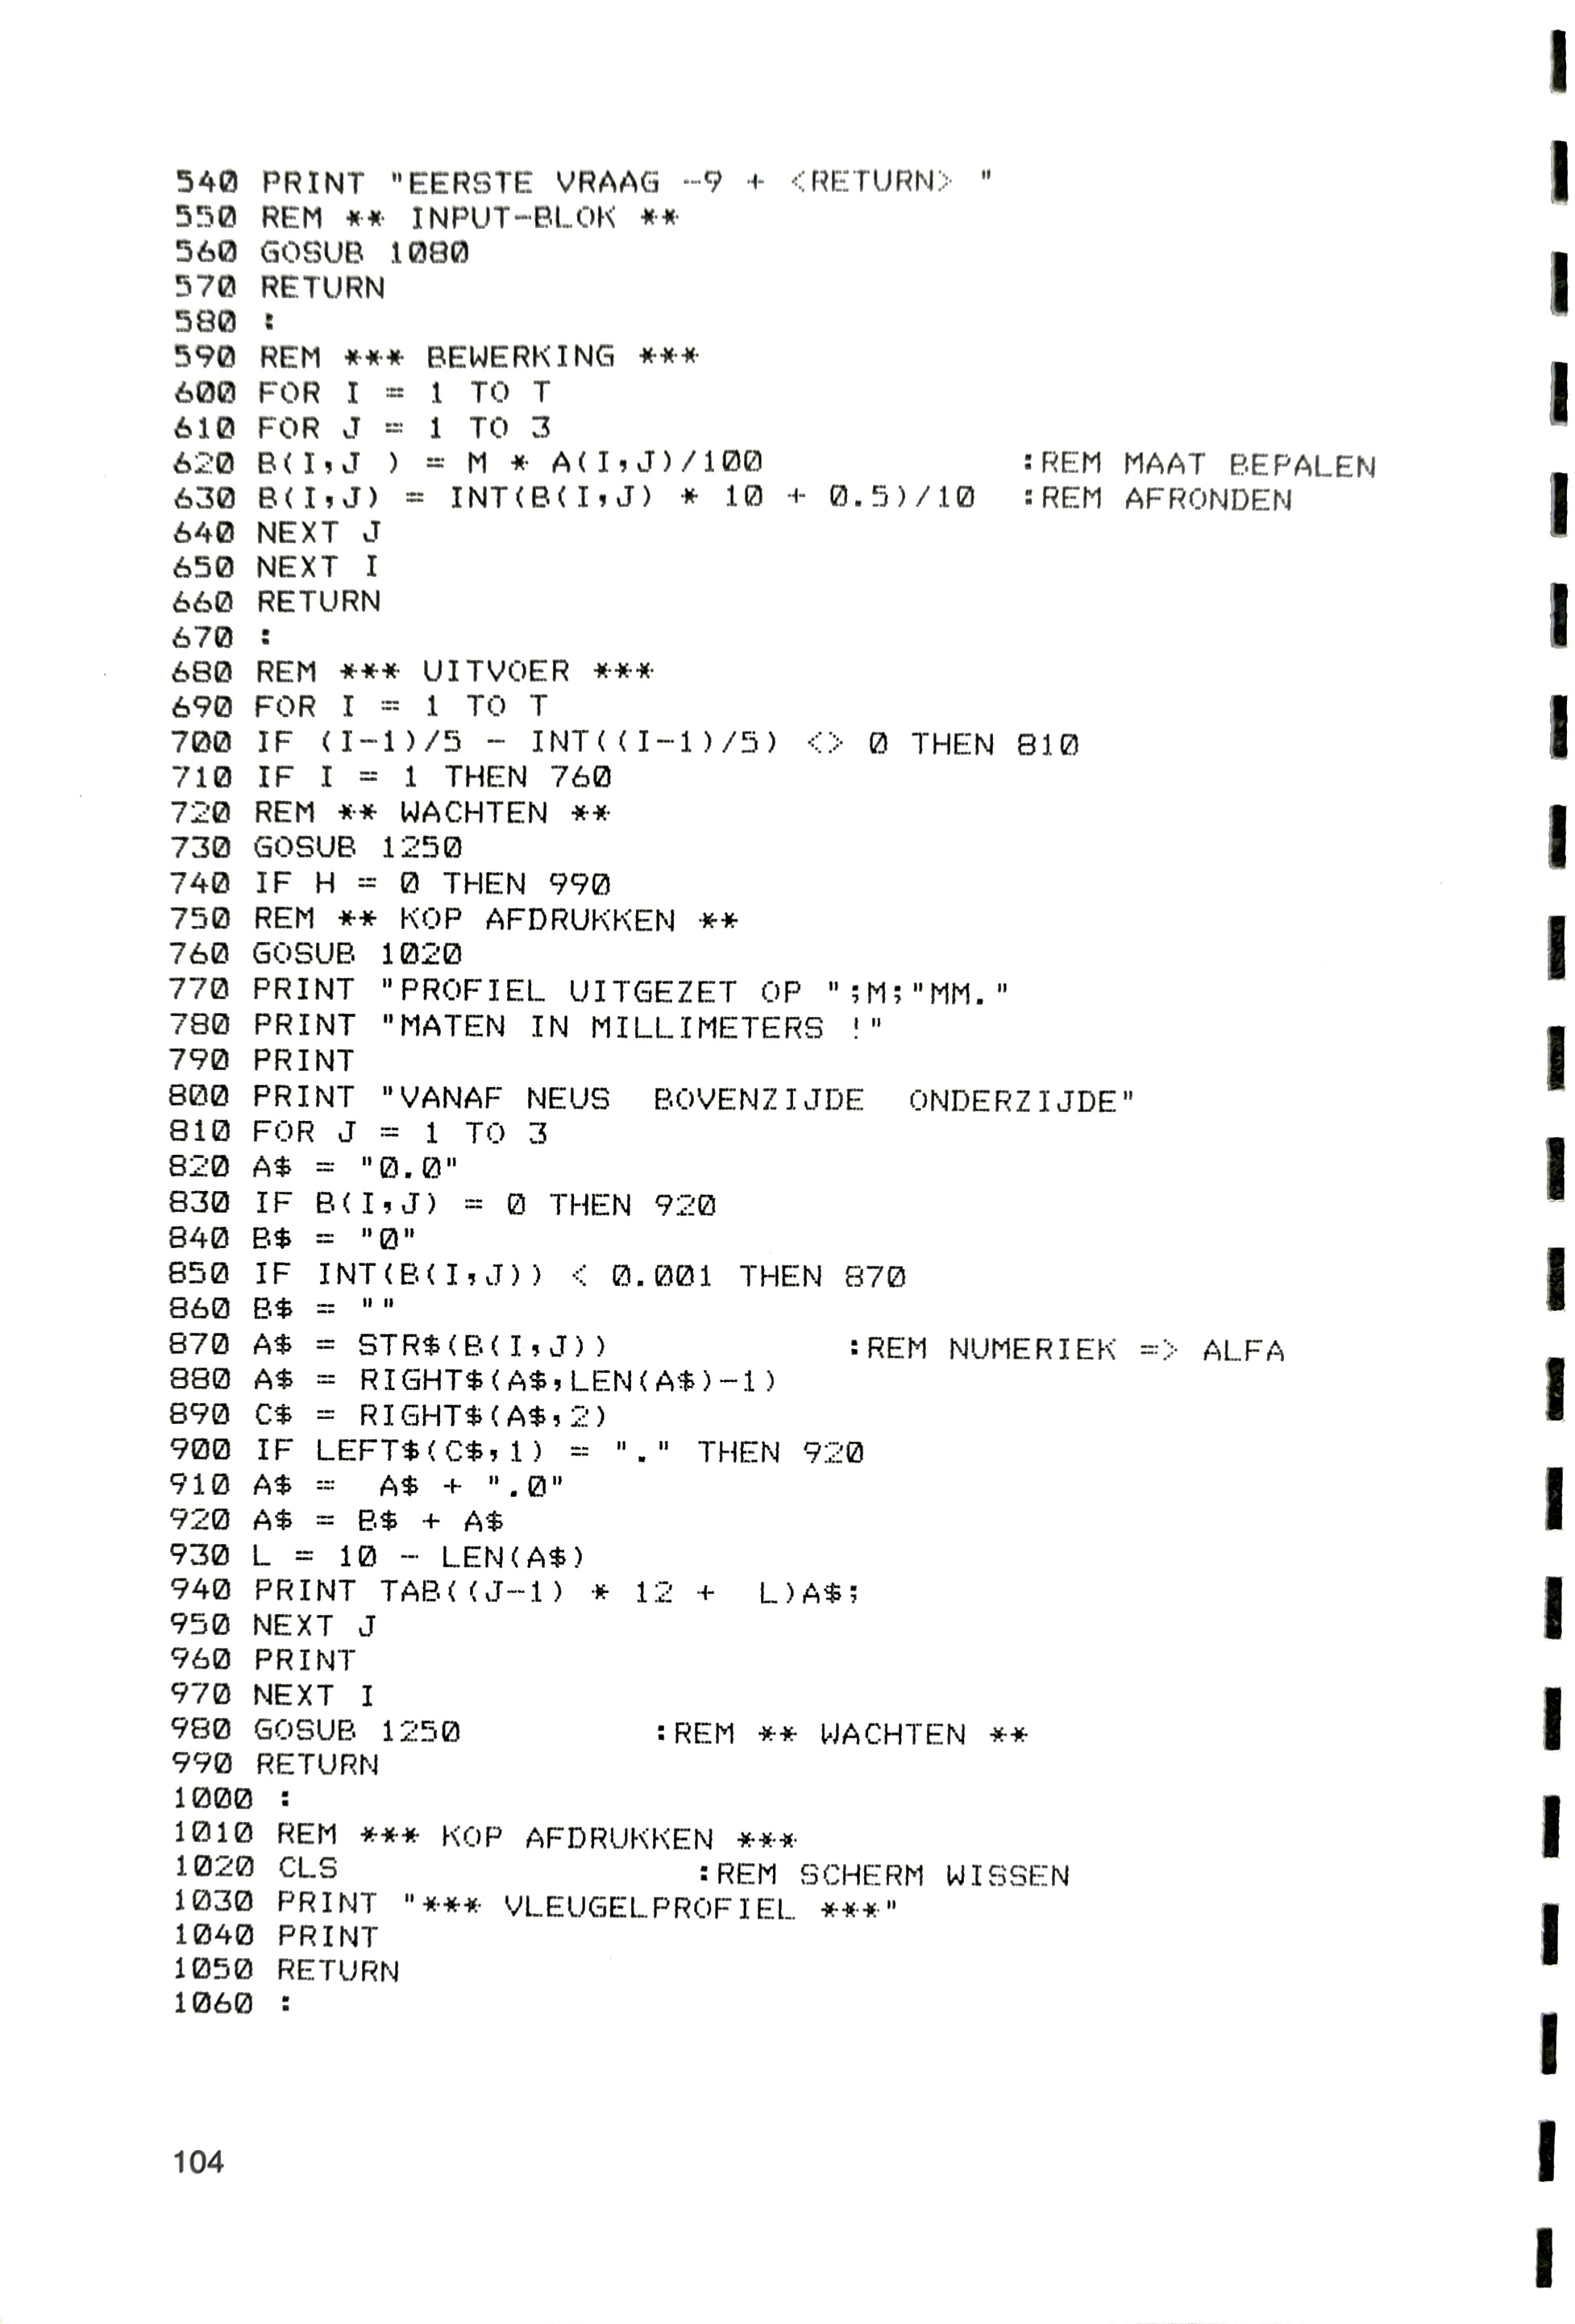 540 PRINT "EERSTE VRAAG -9 + <RETURN> "
550 REM ** INPUT-BLOK **
560 GOSUB 1080
570 RETURN
580 :
590 REM *** BEWERKING ***
600 FOR I = 1 TO T
610 FOR J = 1 TO 3
620 B(I,J ) = M * A(I,J)/100 :REM MAAT BEPALEN
630 B(I,J) = INT(B(I,J) * 10 + 0.5)/10 :REM AFRONDEN
640 NEXT J
650 NEXT I
660 RETURN
670 :
680 REM *** UITVOER ***
690 FOR I = 1 TO T
700 IF (I-1)/5 - INT((I-1)/5) <> 0 THEN 810
710 IF I = 1 THEN 760
720 REM ** WACHTEN **
730 GOSUB 1250
740 IF H = 0 THEN 990
750 REM ** KOP AFDRUKKEN **
760 GOSUB 1020
770 PRINT "PROFIEL UITGEZET OP ";M;"MM."
780 PRINT "MATEN IN MILLIMETERS !"
790 PRINT
800 PRINT "VANAF NEUS  BOVENZIJDE  ONDERZIJDE"
810 FOR J = 1 TO 3
820 A$ = "0.0"
830 IF B(I,J) = 0 THEN 920
840 B$ = "0"
850 IF INT(B(I,J)) < 0.001 THEN 870
860 B$ = ""
870 A$ = STR$(B(I,J)) :REM NUMERIEK => ALFA
880 A$ = RIGHT$(A$,LEN(A$)-1)
890 C$ = RIGHT$(A$,2)
900 IF LEFT$(C$,1) = "." THEN 920
910 A$ =  A$ + ".0"
920 A$ = B$ + A$
930 L = 10 - LEN(A$)
940 PRINT TAB((J-1) * 12 +  L)A$;
950 NEXT J
960 PRINT
970 NEXT I
980 GOSUB 1250 :REM ** WACHTEN **
990 RETURN
1000 :
1010 REM *** KOP AFDRUKKEN ***
1020 CLS :REM SCHERM WISSEN
1030 PRINT "*** VLEUGELPROFIEL ***"
1040 PRINT
1050 RETURN
1060 :
104